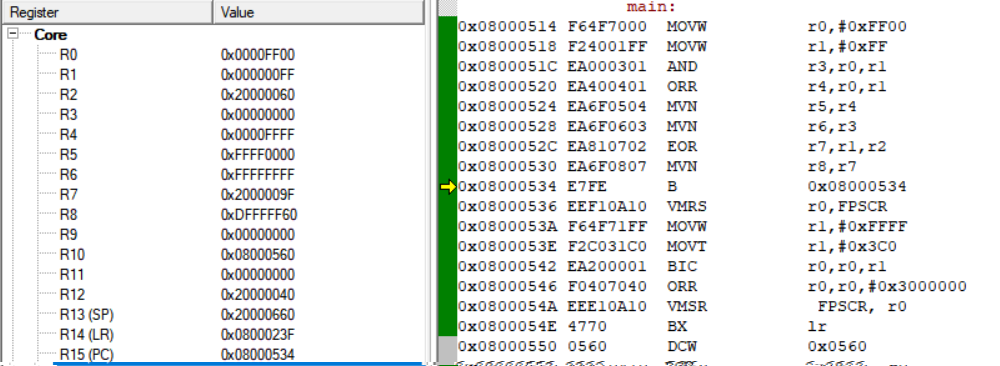 Register Value
Core
R0 0x0000FF00
R1 0x000000FF
R2 0x20000060
R3 0x00000000
R4 0x0000FFFF
R5 0xFFFF0000
R6 0xFFFFFFFF
R7 0x2000009F
R8 0xDFFFFF60
R9 0x00000000
R10 0x08000560
R11 0x00000000
R12 0x20000040
R13 (SP) 0x20000660
R14 (LR) 0x0800023F
R15 (PC) 0x08000534
main:
0x08000514 F64F7000 MOVW r0,#0xFF00
0x08000518 F24001FF MOVW r1,#0xFF
0x0800051C EA000301 AND r3,r0,r1
0x08000520 EA400401 ORR r4,r0,r1
0x08000524 EA6F0504 MVN r5,r4
0x08000528 EA6F0603 MVN r6,r3
0x0800052C EA810702 EOR r7,r1,r2
0x08000530 EA6F0807 MVN r8,r7
0x08000534 E7FE B 0x08000534
0x08000536 EEF10A10 VMRS r0,FPSCR
0x0800053A F64F71FF MOVW r1,#0xFFFF
0x0800053E F2C031C0 MOVT r1,#0x3C0
0x08000542 EA200001 BIC r0,r0,r1
0x08000546 F0407040 ORR r0,r0,#0x3000000
0x0800054A EEE10A10 VMSR FPSCR, r0
0x0800054E 4770 BX lr
0x08000550 0560 DCW 0x0560